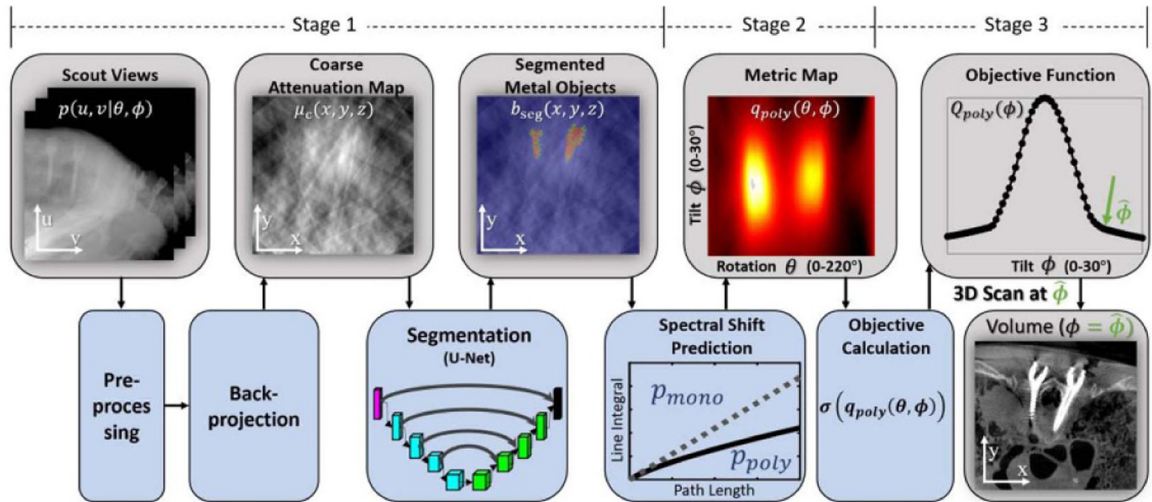 Stage 1
Stage 2
Stage 3
Scout Views
p(u, v|θ, ϕ)
u
v
Coarse
Attenuation Map
μc(x, y, z)
y
x
Segmented
Metal Objects
bseg(x, y, z)
y
x
Metric Map
qpoly(θ, ϕ)
Tilt ϕ (0-30°)
Rotation θ (0-220°)
Objective Function
Qpoly(ϕ)
ϕ̂
Tilt ϕ (0-30°)
3D Scan at ϕ̂
Pre-
proces
sing
Back-
projection
Segmentation
(U-Net)
Spectral Shift
Prediction
Line Integral
pmono
ppoly
Path Length
Objective
Calculation
σ(qpoly(θ, ϕ))
Volume (ϕ = ϕ̂)
y
x